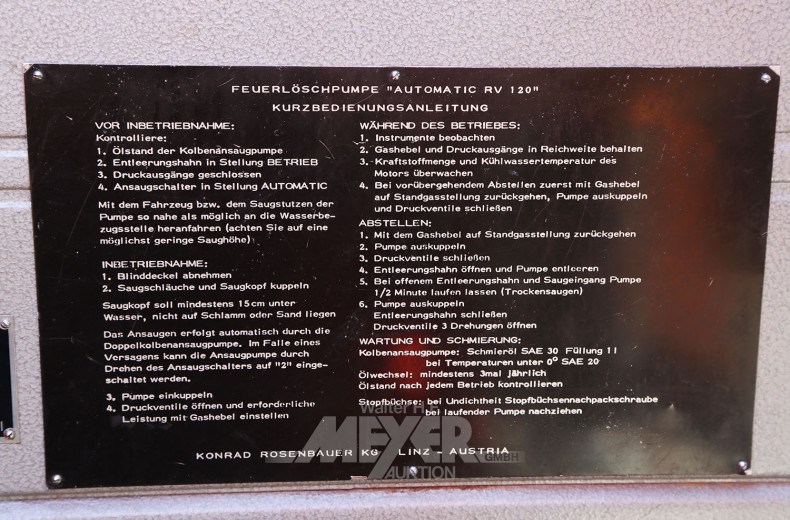 FEUERLÖSCHPUMPE "AUTOMATIC RV 120"
KURZBEDIENUNGSANLEITUNG
VOR INBETRIEBNAHME:
Kontrolliere:
1. Ölstand der Kolbenansaugpumpe
2. Entleerungshahn in Stellung BETRIEB
3. Druckausgänge geschlossen
4. Ansaugschalter in Stellung AUTOMATIC
Mit dem Fahrzeug bzw. dem Saugstutzen der
Pumpe so nahe als möglich an die Wasserbe-
zugsstelle heranfahren (achten Sie auf eine
möglichst geringe Saughöhe)
INBETRIEBNAHME:
1. Blinddeckel abnehmen
2. Saugschläuche und Saugkopf kuppeln
Saugkopf soll mindestens 15cm unter
Wasser, nicht auf Schlamm oder Sand liegen
Das Ansaugen erfolgt automatisch durch die
Doppelkolbenansaugpumpe. Im Falle eines
Versagens kann die Ansaugpumpe durch
Drehen des Ansaugschalters auf "2" einge-
schaltet werden.
3. Pumpe einkuppeln
4. Druckventile öffnen und erforderliche
Leistung mit Gashebel einstellen
WÄHREND DES BETRIEBES:
1. Instrumente beobachten
2. Gashebel und Druckausgänge in Reichweite behalten
3. Kraftstoffmenge und Kühlwassertemperatur des
Motors überwachen
4. Bei vorübergehendem Abstellen zuerst mit Gashebel
auf Standgasstellung zurückgehen, Pumpe auskuppeln
und Druckventile schließen
ABSTELLEN:
1. Mit dem Gashebel auf Standgasstellung zurückgehen
2. Pumpe auskuppeln
3. Druckventile schließen
4. Entleerungshahn öffnen und Pumpe entleeren
5. Bei offenem Entleerungshahn und Saugeingang Pumpe
1/2 Minute laufen lassen (Trockensaugen)
6. Pumpe auskuppeln
Entleerungshahn schließen
Druckventile 3 Drehungen öffnen
WARTUNG UND SCHMIERUNG:
Kolbenansaugpumpe: Schmieröl SAE 30 Füllung 1 l
bei Temperaturen unter 0° SAE 20
Ölwechsel: mindestens 3mal jährlich
Ölstand nach jedem Betrieb kontrollieren
Stopfbüchse: bei Undichtheit Stopfbüchsennachpackschraube
bei laufender Pumpe nachziehen
KONRAD ROSENBAUER KG LINZ - AUSTRIA
Walter H.F.
MEYER
GMBH
AUKTION